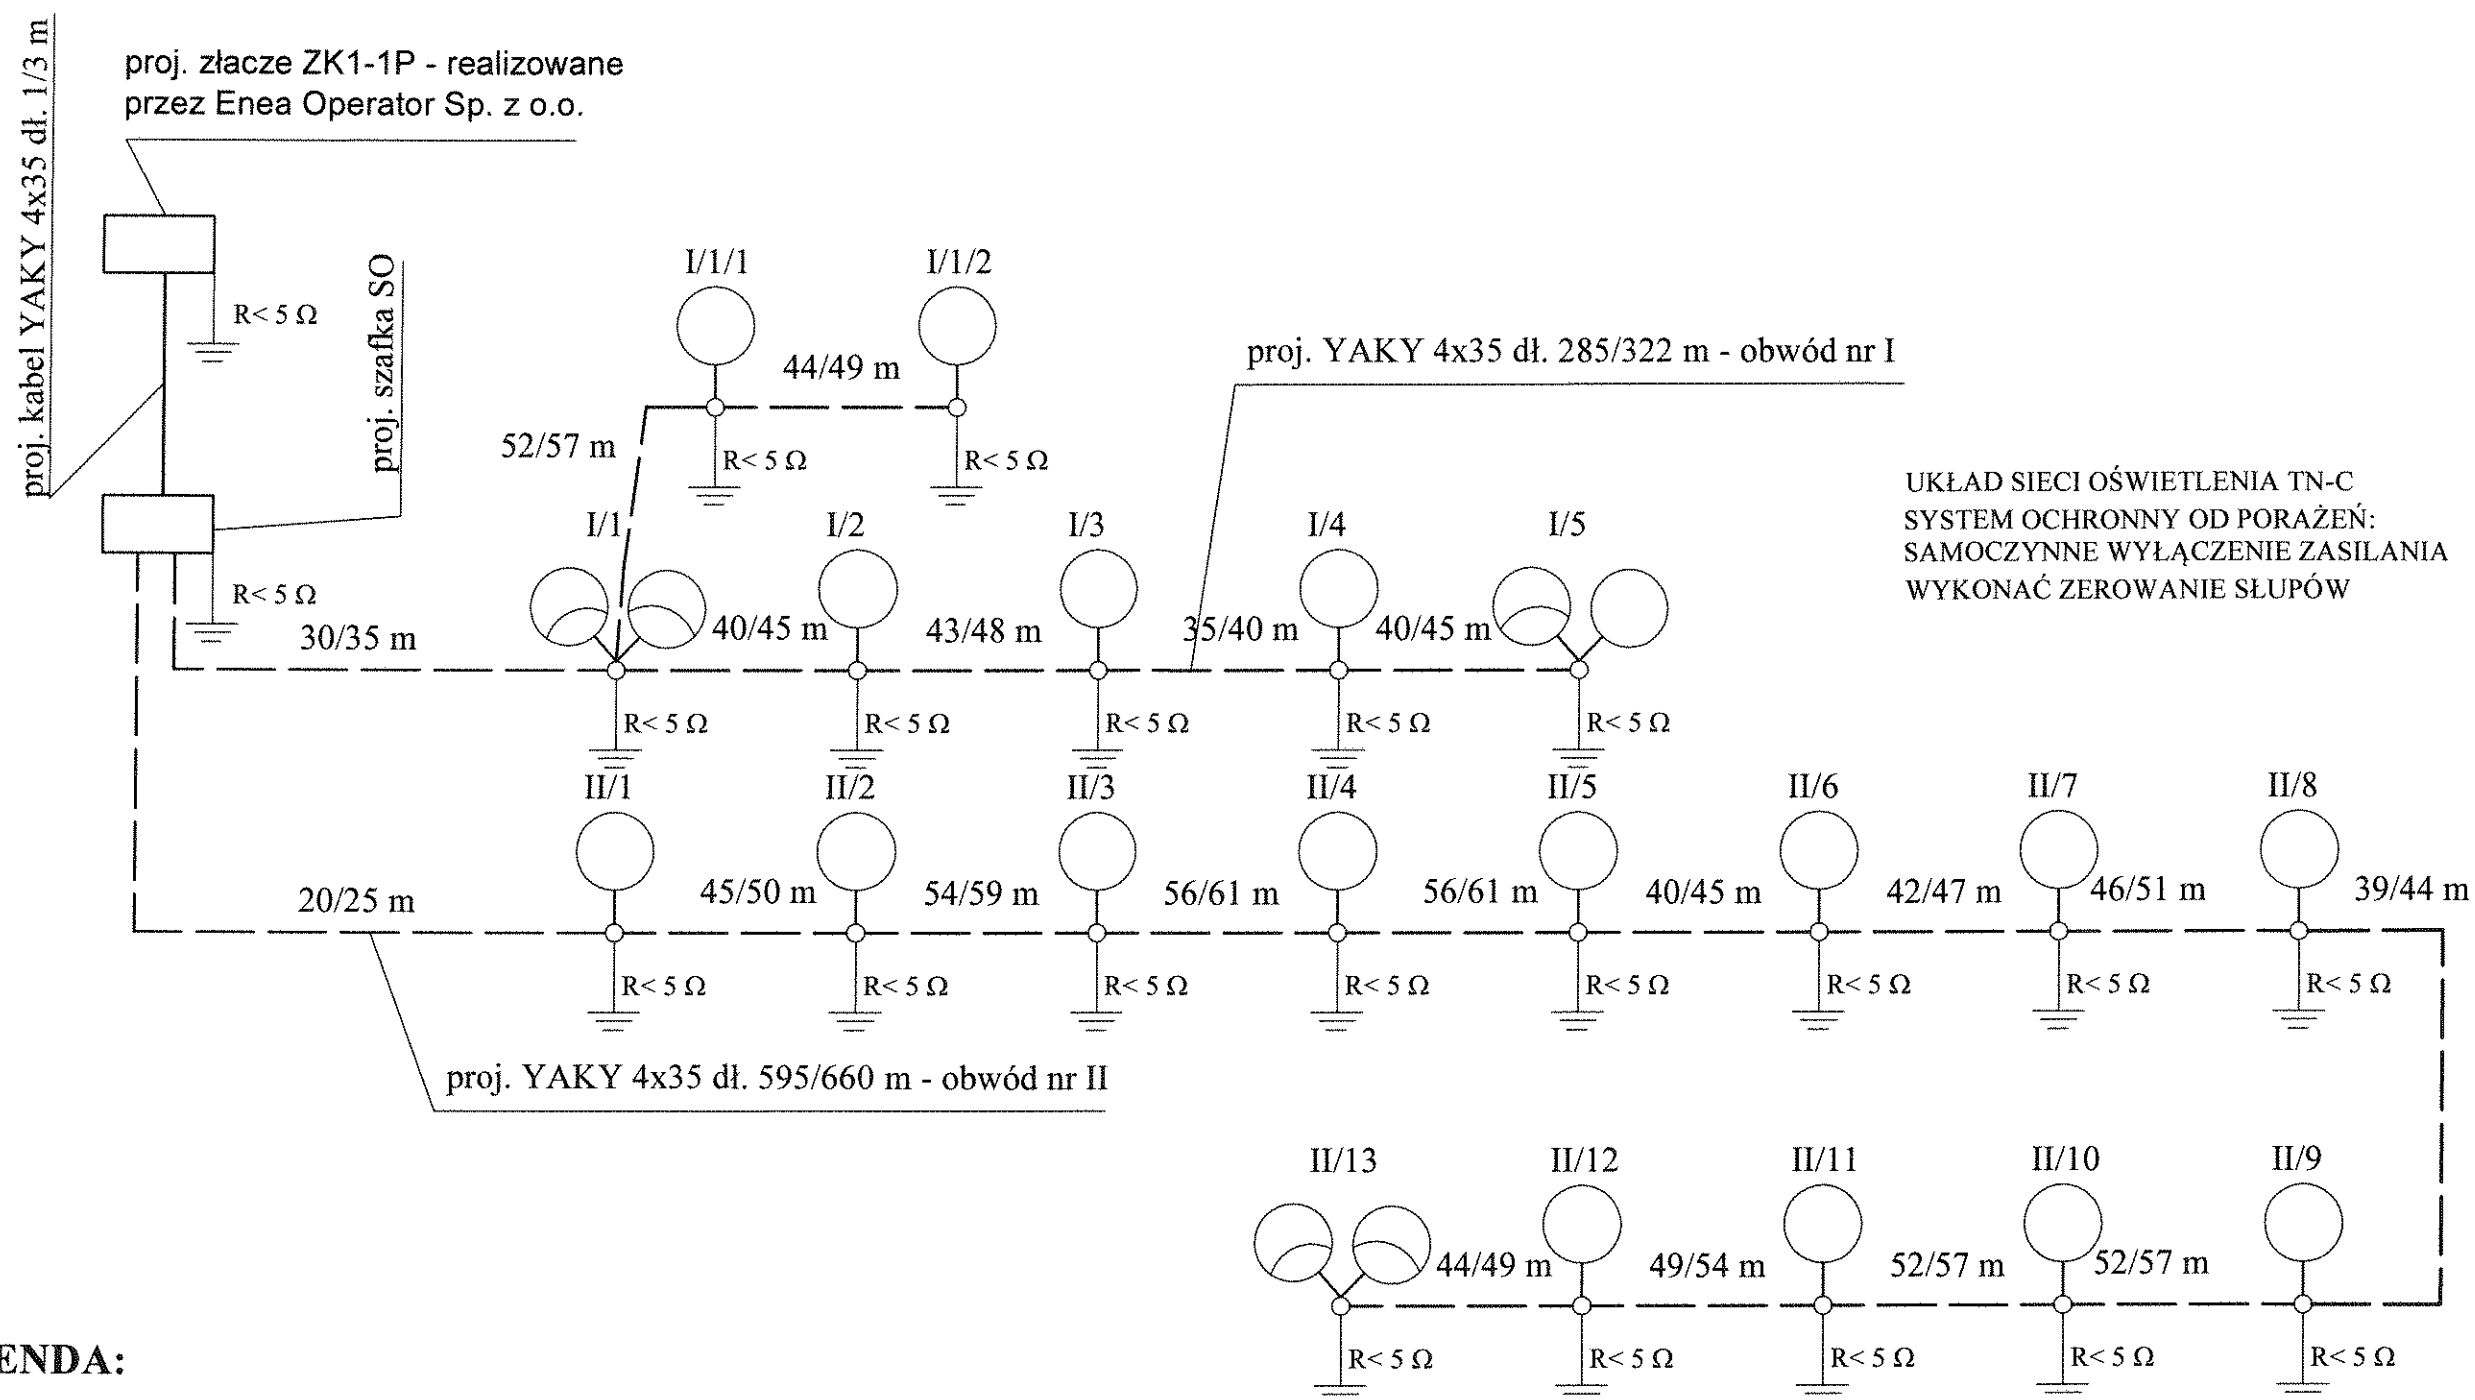 proj. kabel YAKY 4x35 dł. 1/3 m
proj. złacze ZK1-1P - realizowane
przez Enea Operator Sp. z o.o.
R< 5 Ω
proj. szafka SO
R< 5 Ω
I/1/1
I/1/2
44/49 m
52/57 m
R< 5 Ω
R< 5 Ω
proj. YAKY 4x35 dł. 285/322 m - obwód nr I
UKŁAD SIECI OŚWIETLENIA TN-C
SYSTEM OCHRONNY OD PORAŻEŃ:
SAMOCZYNNE WYŁĄCZENIE ZASILANIA
WYKONAĆ ZEROWANIE SŁUPÓW
I/1
I/2
I/3
I/4
I/5
30/35 m
40/45 m
43/48 m
35/40 m
40/45 m
R< 5 Ω
R< 5 Ω
R< 5 Ω
R< 5 Ω
R< 5 Ω
II/1
II/2
II/3
II/4
II/5
II/6
II/7
II/8
20/25 m
45/50 m
54/59 m
56/61 m
56/61 m
40/45 m
42/47 m
46/51 m
39/44 m
R< 5 Ω
R< 5 Ω
R< 5 Ω
R< 5 Ω
R< 5 Ω
R< 5 Ω
R< 5 Ω
R< 5 Ω
proj. YAKY 4x35 dł. 595/660 m - obwód nr II
II/13
II/12
II/11
II/10
II/9
44/49 m
49/54 m
52/57 m
52/57 m
R< 5 Ω
R< 5 Ω
R< 5 Ω
R< 5 Ω
R< 5 Ω
ENDA: